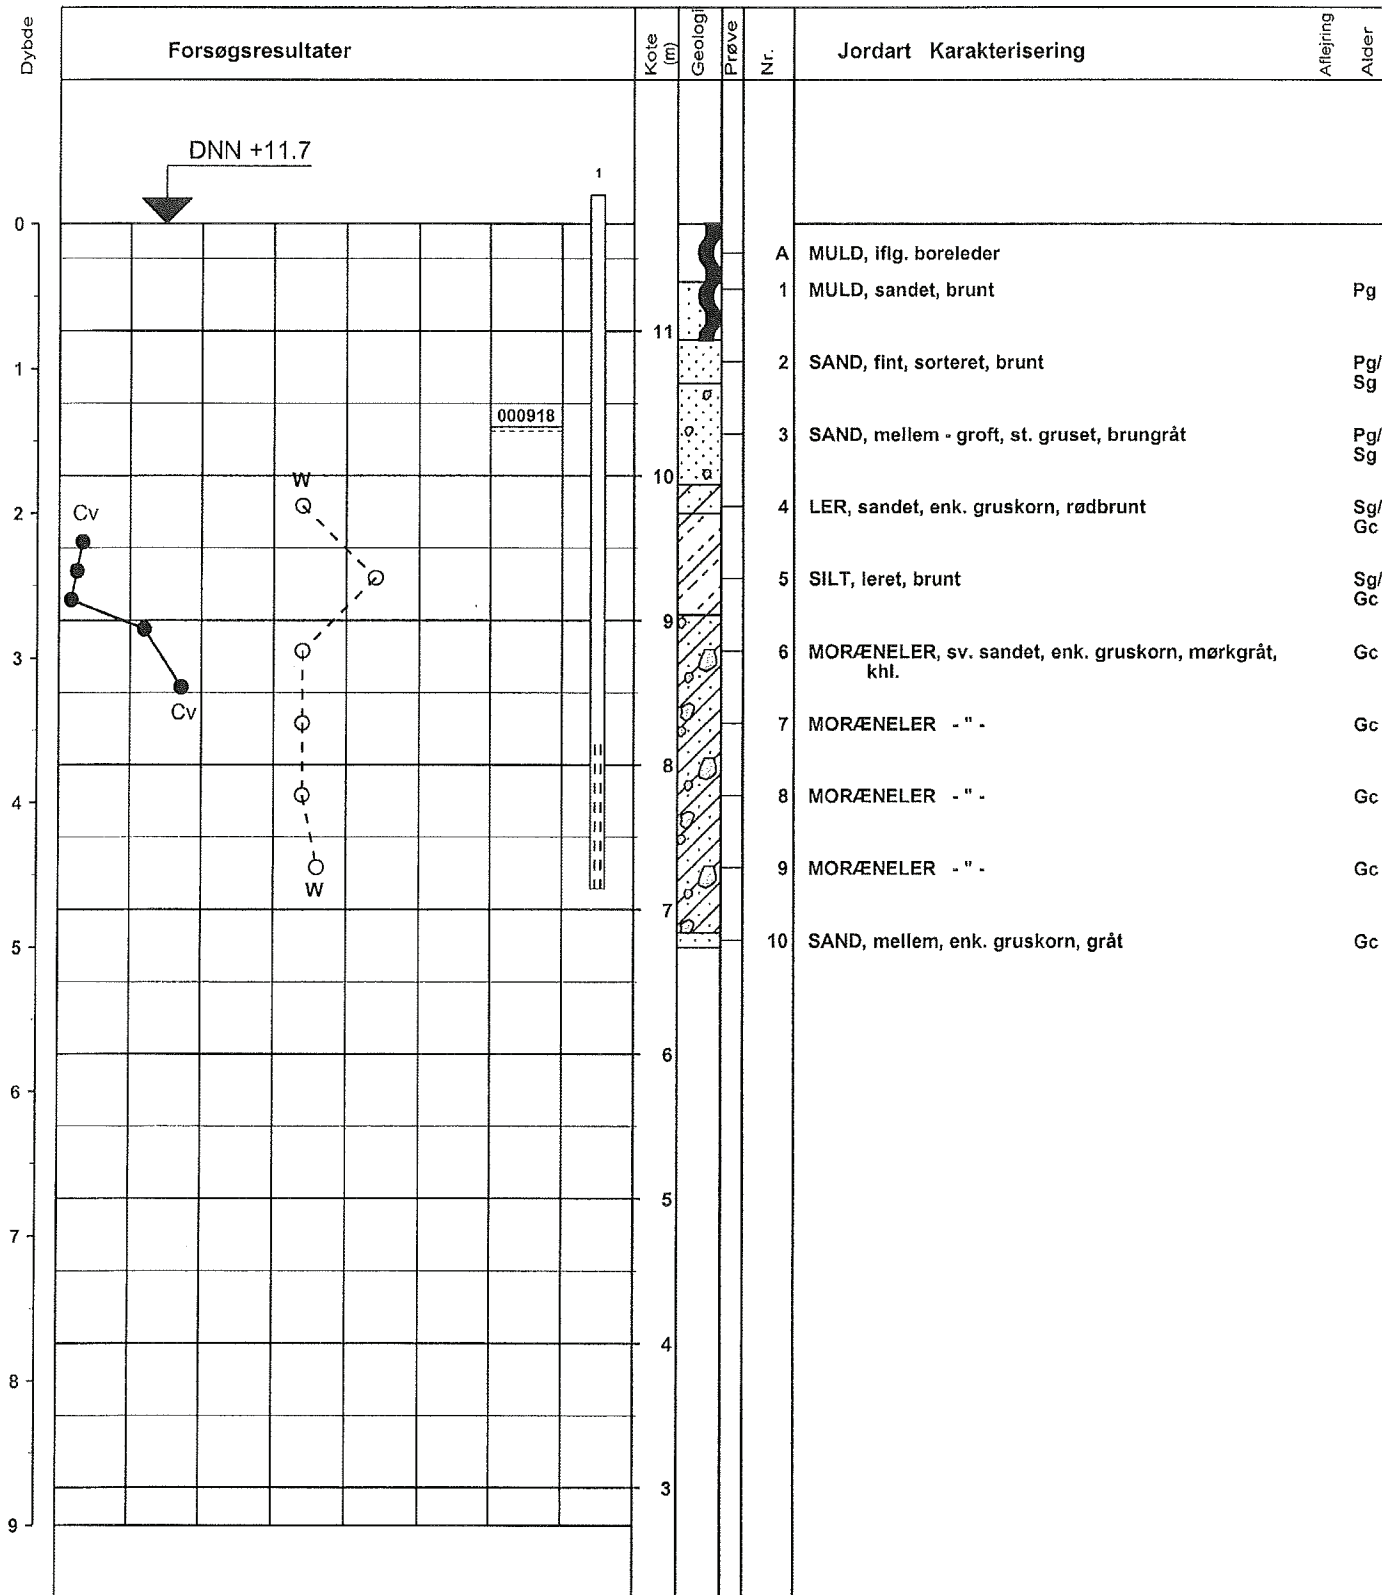 Dybde
Forsøgsresultater
Kote (m)
Geologi
Prøve
Nr.
Jordart Karakterisering
Aflejring
Alder
DNN +11.7
1
0
A MULD, iflg. boreleder
1 MULD, sandet, brunt Pg
11
1
2 SAND, fint, sorteret, brunt Pg/
Sg
000918
3 SAND, mellem - groft, st. gruset, brungråt Pg/
Sg
10
W
4 LER, sandet, enk. gruskorn, rødbrunt Sg/
Gc
2
Cv
5 SILT, leret, brunt Sg/
Gc
9
3
6 MORÆNELER, sv. sandet, enk. gruskorn, mørkgråt, Gc
khl.
Cv
7 MORÆNELER - " - Gc
8
4
8 MORÆNELER - " - Gc
9 MORÆNELER - " - Gc
W
7
5
10 SAND, mellem, enk. gruskorn, gråt Gc
6
6
5
7
4
8
3
9